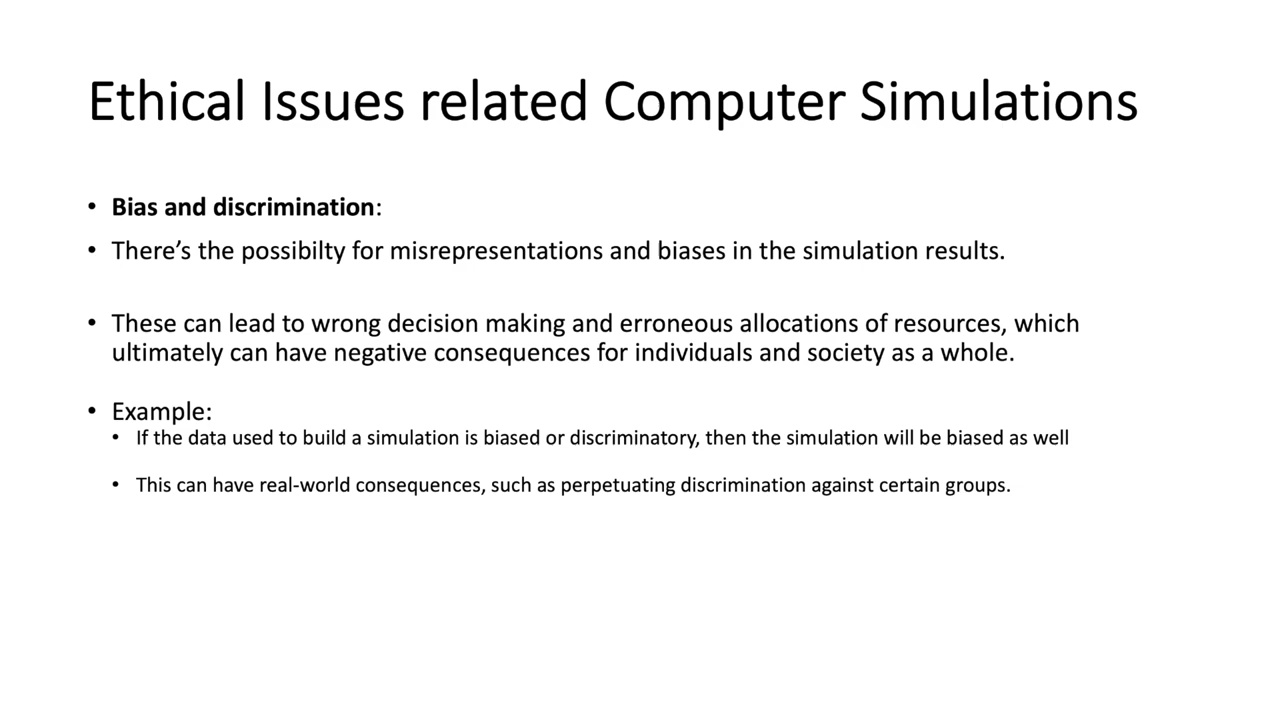 Ethical Issues related Computer Simulations
• Bias and discrimination:
• There’s the possibilty for misrepresentations and biases in the simulation results.
• These can lead to wrong decision making and erroneous allocations of resources, which
ultimately can have negative consequences for individuals and society as a whole.
• Example:
• If the data used to build a simulation is biased or discriminatory, then the simulation will be biased as well
• This can have real-world consequences, such as perpetuating discrimination against certain groups.